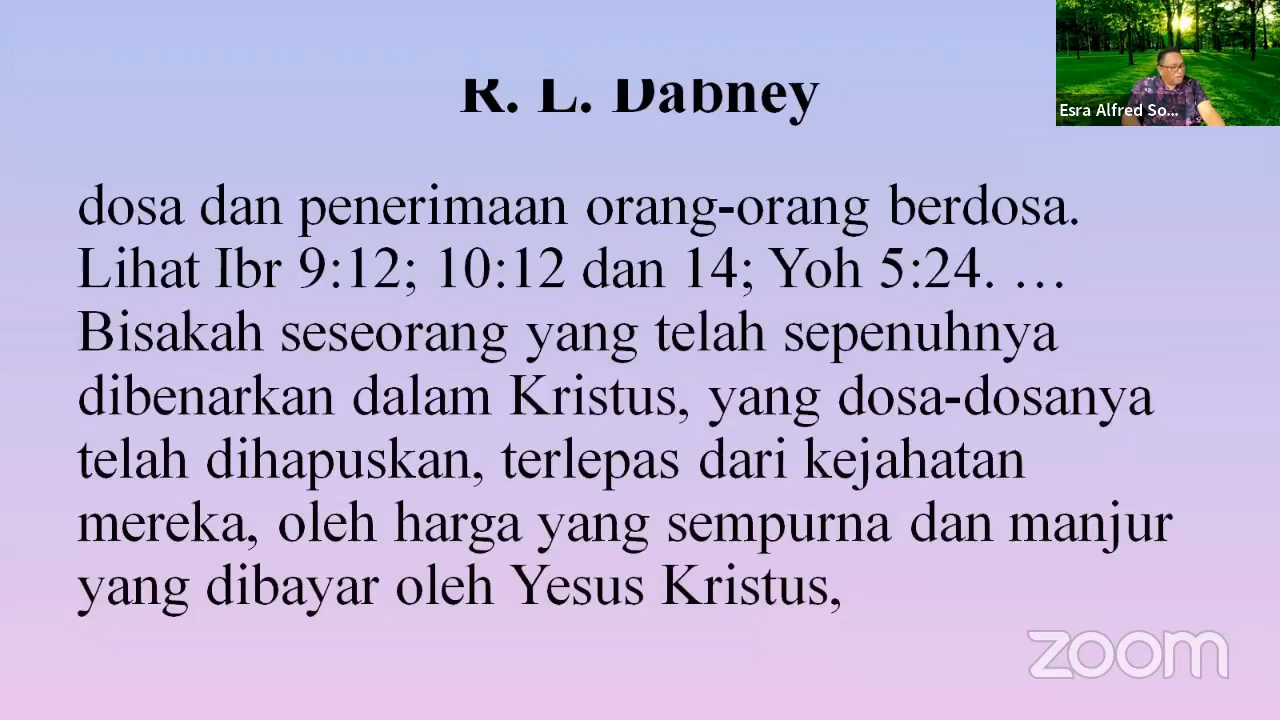 R. L. Dabney
Esra Alfred So...
dosa dan penerimaan orang-orang berdosa.
Lihat Ibr 9:12; 10:12 dan 14; Yoh 5:24. …
Bisakah seseorang yang telah sepenuhnya
dibenarkan dalam Kristus, yang dosa-dosanya
telah dihapuskan, terlepas dari kejahatan
mereka, oleh harga yang sempurna dan manjur
yang dibayar oleh Yesus Kristus,
zoom